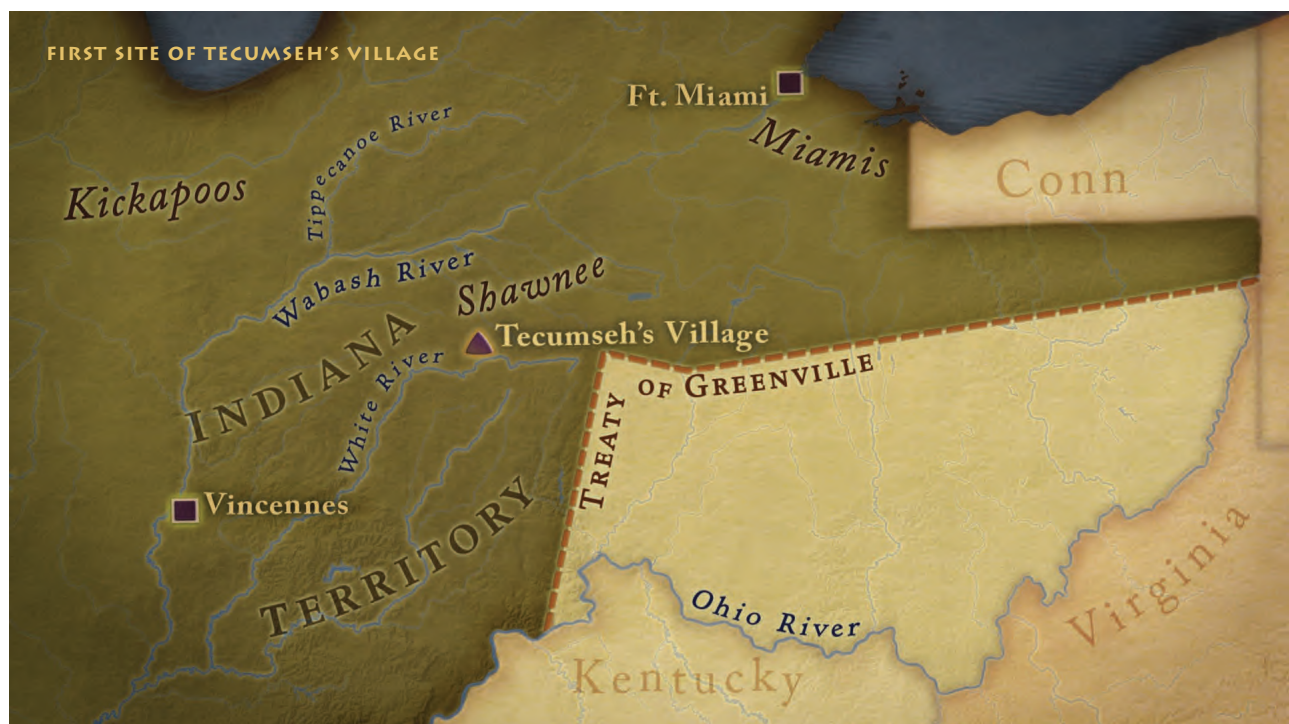 FIRST SITE OF TECUMSEH'S VILLAGE
Ft. Miami
Miamis
Conn
Kickapoos
Tippecanoe River
Wabash River
Shawnee
Tecumseh's Village
INDIANA
TERRITORY
White River
TREATY OF GREENVILLE
Vincennes
Ohio River
Virginia
Kentucky